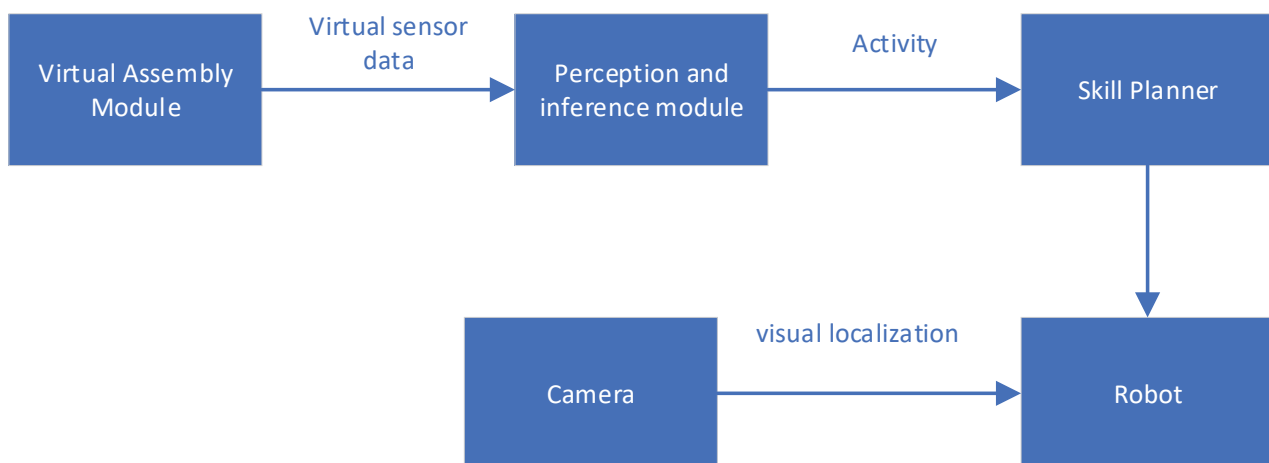 Virtual Assembly
Module
Virtual sensor
data
Perception and
inference module
Activity
Skill Planner
Camera
visual localization
Robot